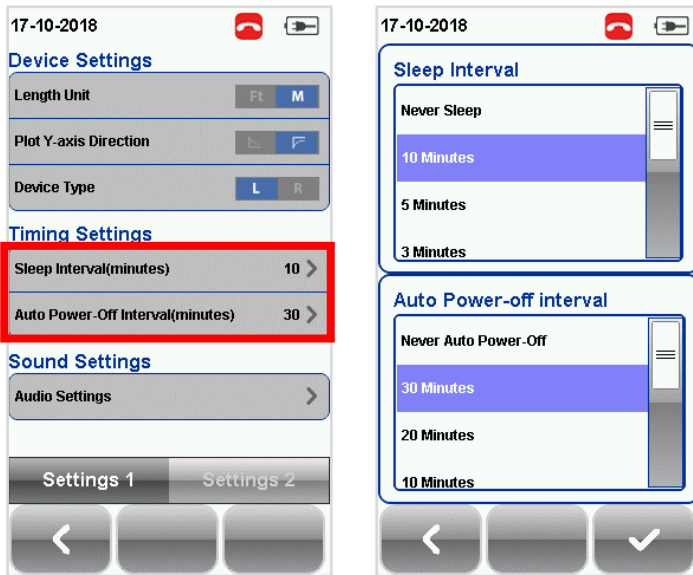 17-10-2018
Device Settings
Length Unit Ft M
Plot Y-axis Direction
Device Type L R
Timing Settings
Sleep Interval(minutes) 10
Auto Power-Off Interval(minutes) 30
Sound Settings
Audio Settings
Settings 1 Settings 2
17-10-2018
Sleep Interval
Never Sleep
10 Minutes
5 Minutes
3 Minutes
Auto Power-off interval
Never Auto Power-Off
30 Minutes
20 Minutes
10 Minutes